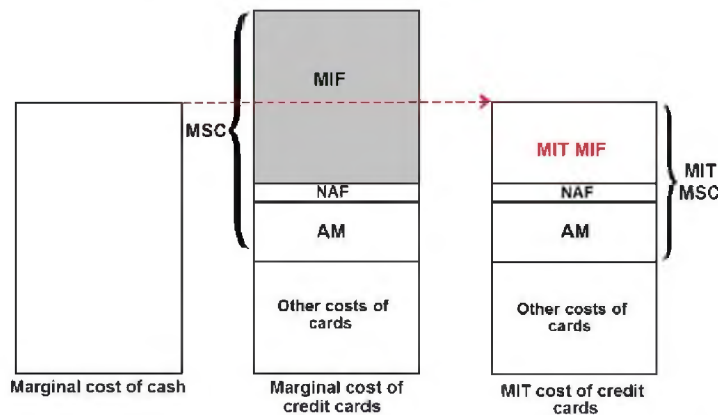 MIF
MSC
NAF
AM
Other costs of
cards
MIT MIF
NAF
AM
Other costs of
cards
MIT
MSC
Marginal cost of cash
Marginal cost of
credit cards
MIT cost of credit
cards